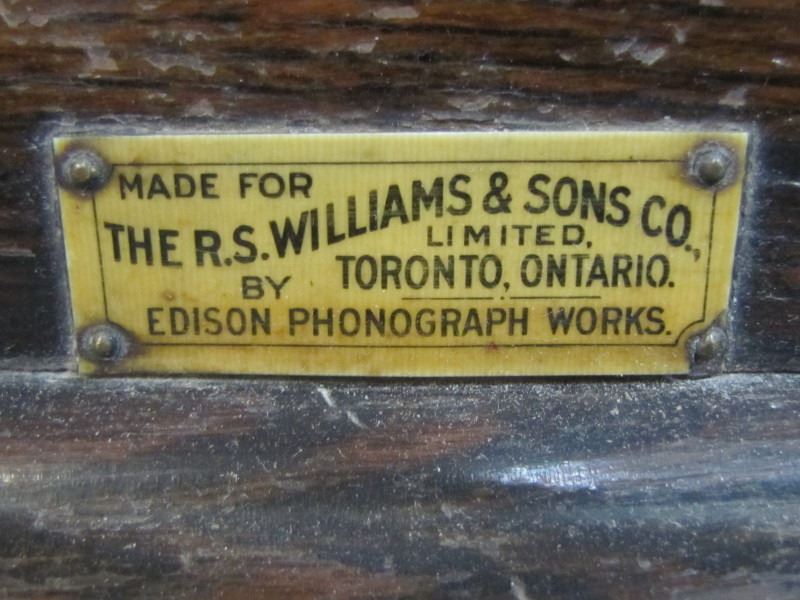 MADE FOR
THE R.S. WILLIAMS & SONS CO.,
LIMITED,
TORONTO, ONTARIO.
BY
EDISON PHONOGRAPH WORKS.